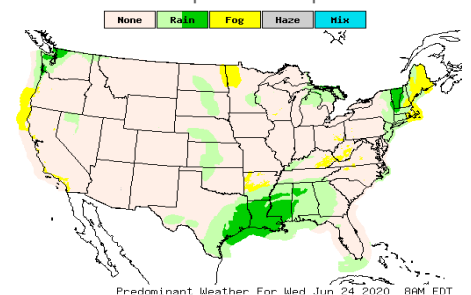 None Rain Fog Haze Mix
Predominant Weather For Wed Jun 24 2020 8AM EDT